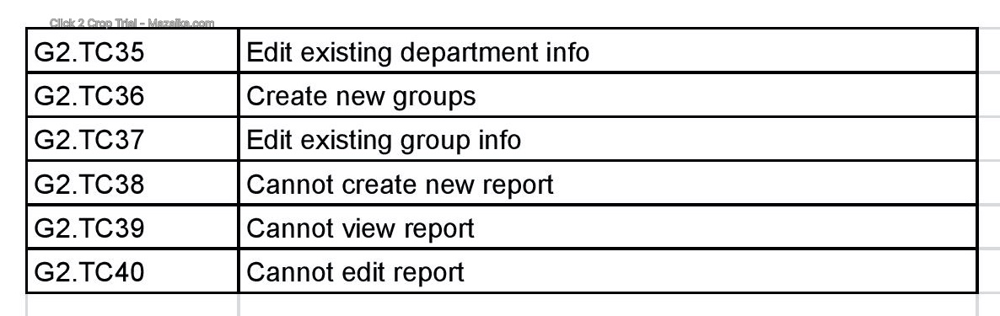 Click 2 Crop Trial - Mazaika.com
G2.TC35 Edit existing department info
G2.TC36 Create new groups
G2.TC37 Edit existing group info
G2.TC38 Cannot create new report
G2.TC39 Cannot view report
G2.TC40 Cannot edit report